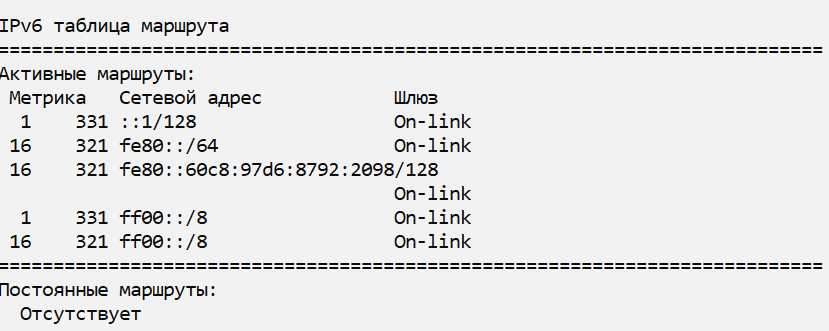 IPv6 таблица маршрута
===========================================================================
Активные маршруты:
 Метрика   Сетевой адрес            Шлюз
  1    331 ::1/128                  On-link
 16    321 fe80::/64                On-link
 16    321 fe80::60c8:97d6:8792:2098/128
                                    On-link
  1    331 ff00::/8                 On-link
 16    321 ff00::/8                 On-link
===========================================================================
Постоянные маршруты:
  Отсутствует